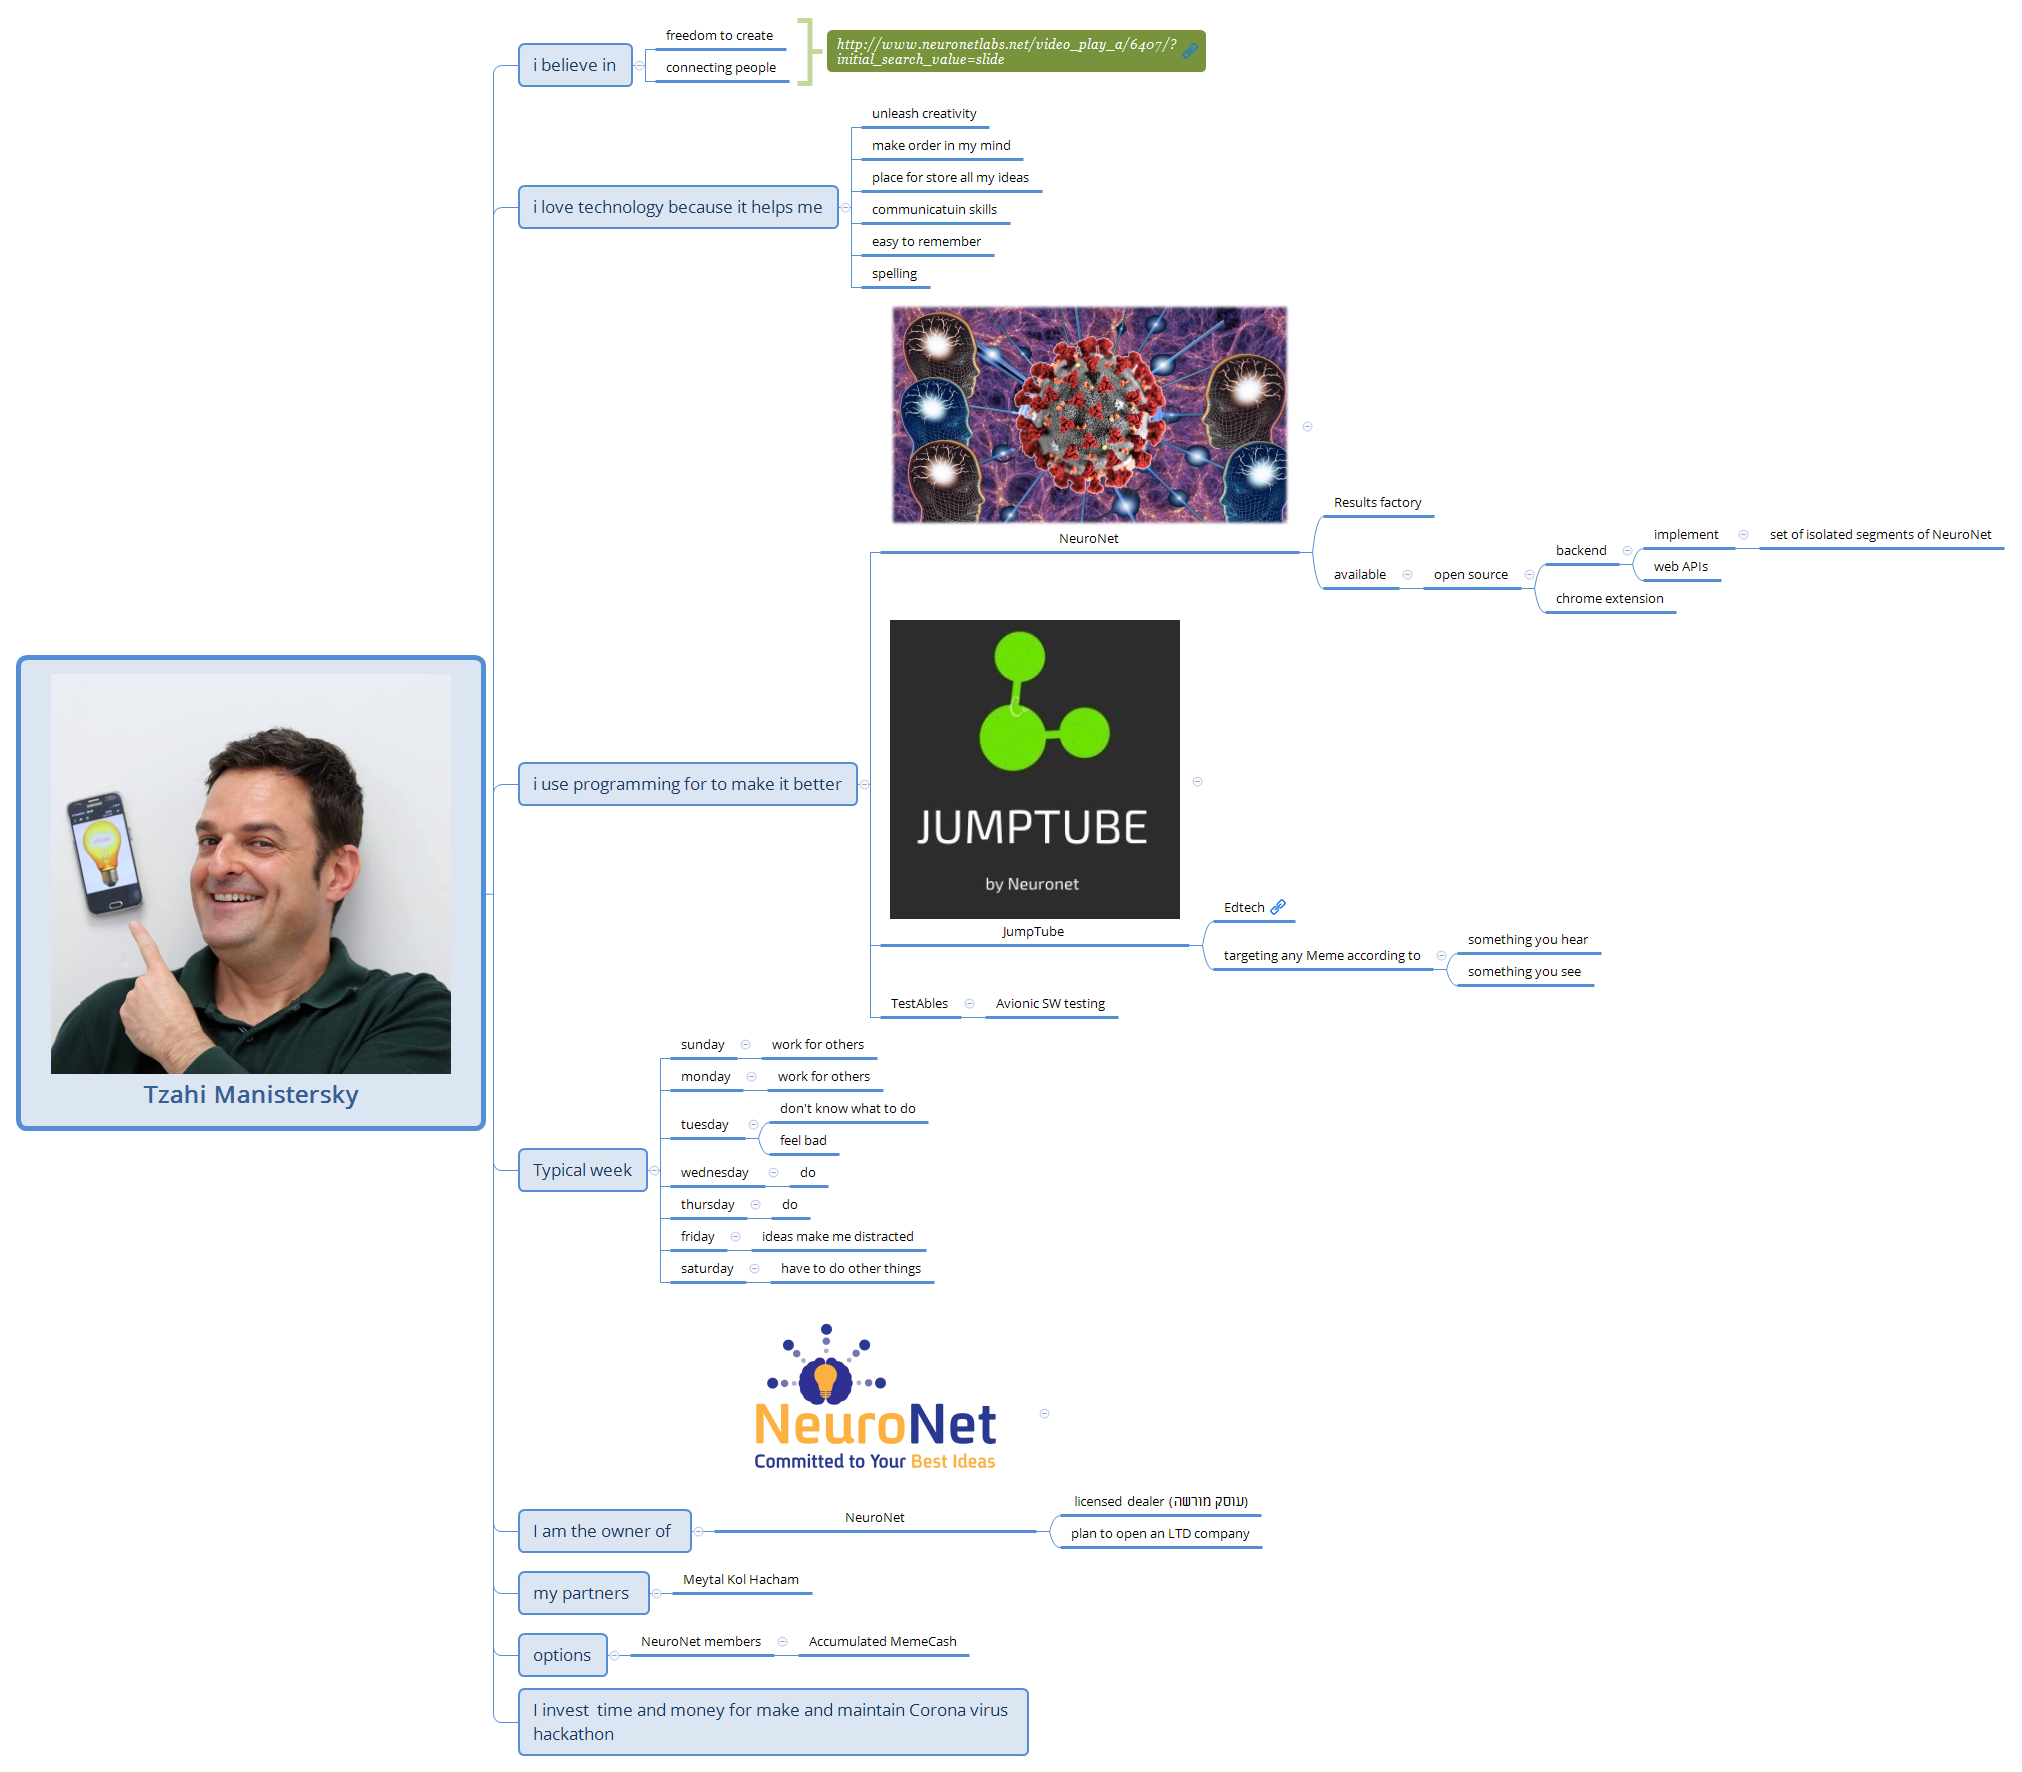 i believe in
freedom to create
connecting people
http://www.neuronetlabs.net/video_play_a/6407/?
initial_search_value=slide
i love technology because it helps me
unleash creativity
make order in my mind
place for store all my ideas
communicatuin skills
easy to remember
spelling
i use programming for to make it better
NeuroNet
Results factory
available
open source
backend
implement
set of isolated segments of NeuroNet
web APIs
chrome extension
JUMPTUBE
by Neuronet
JumpTube
Edtech
targeting any Meme according to
something you hear
something you see
TestAbles
Avionic SW testing
Tzahi Manistersky
Typical week
sunday
work for others
monday
work for others
tuesday
don't know what to do
feel bad
wednesday
do
thursday
do
friday
ideas make me distracted
saturday
have to do other things
NeuroNet
Committed to Your Best Ideas
I am the owner of
NeuroNet
licensed dealer (עוסק מורשה)
plan to open an LTD company
my partners
Meytal Kol Hacham
options
NeuroNet members
Accumulated MemeCash
I invest  time and money for make and maintain Corona virus
hackathon